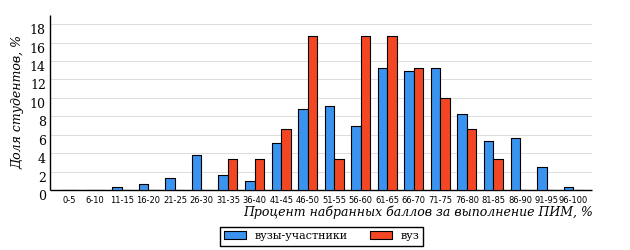 Доля студентов, %
18
16
14
12
10
8
6
4
2
0
0-5 6-10 11-15 16-20 21-25 26-30 31-35 36-40 41-45 46-50 51-55 56-60 61-65 66-70 71-75 76-80 81-85 86-90 91-95 96-100
Процент набранных баллов за выполнение ПИМ, %
вузы-участники вуз